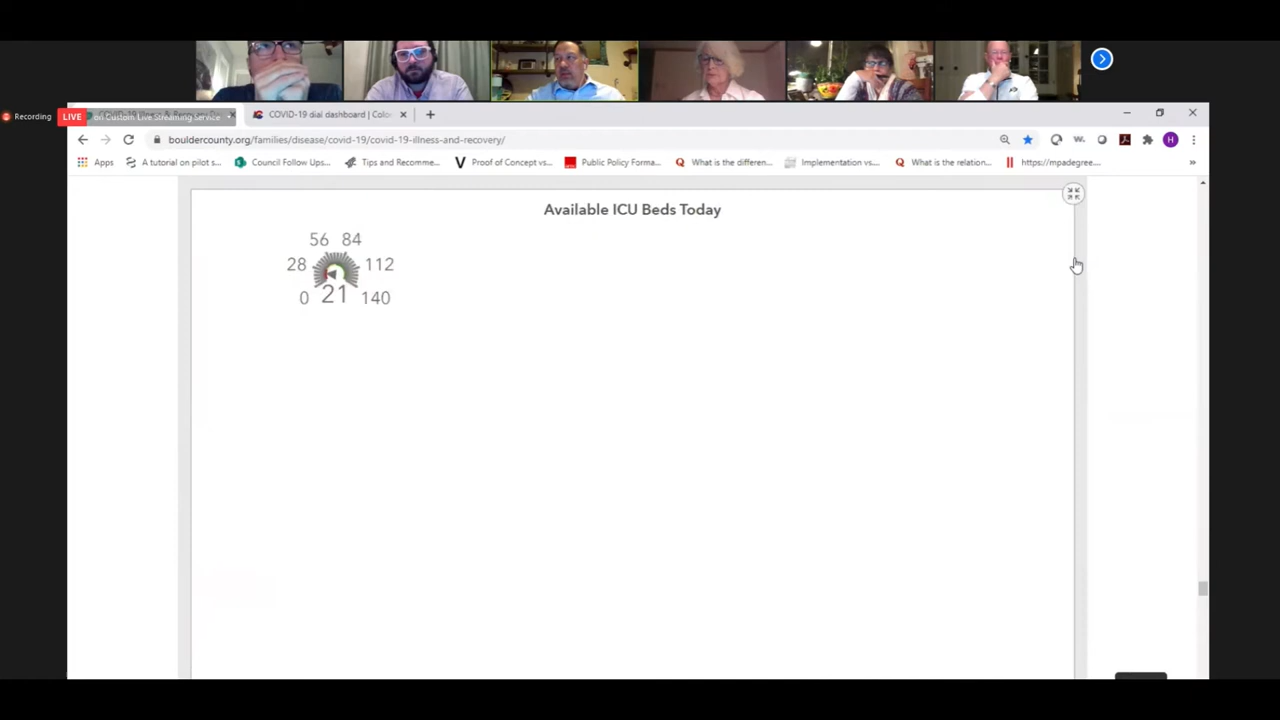 Recording
LIVE
on Custom Live Streaming Service
COVID-19 dial dashboard | Colo
bouldercounty.org/families/disease/covid-19/covid-19-illness-and-recovery/
H
Apps
A tutorial on pilot s...
Council Follow Ups...
Tips and Recomme...
Proof of Concept vs...
Public Policy Forma...
What is the differen...
Implementation vs...
What is the relation...
https://mpadegree...
»
Available ICU Beds Today
56 84
28 112
0 21 140